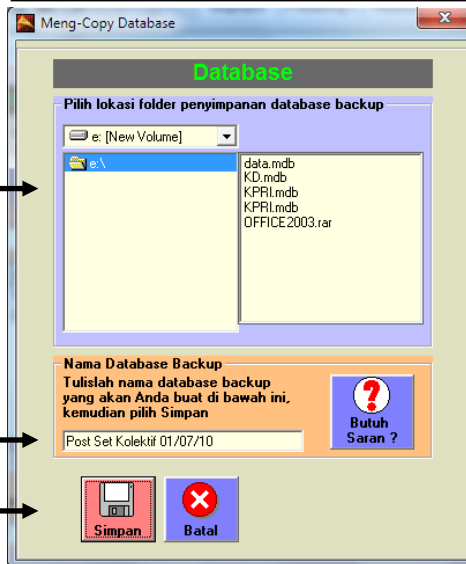 Meng-Copy Database
x
Database
Pilih lokasi folder penyimpanan database backup
e: [New Volume]
e:\
data.mdb
KD.mdb
KPRI.mdb
KPRI.mdb
OFFICE2003.rar
Nama Database Backup
Tulislah nama database backup
yang akan Anda buat di bawah ini,
kemudian pilih Simpan
Post Set Kolektif 01/07/10
?
Butuh
Saran ?
Simpan
Batal